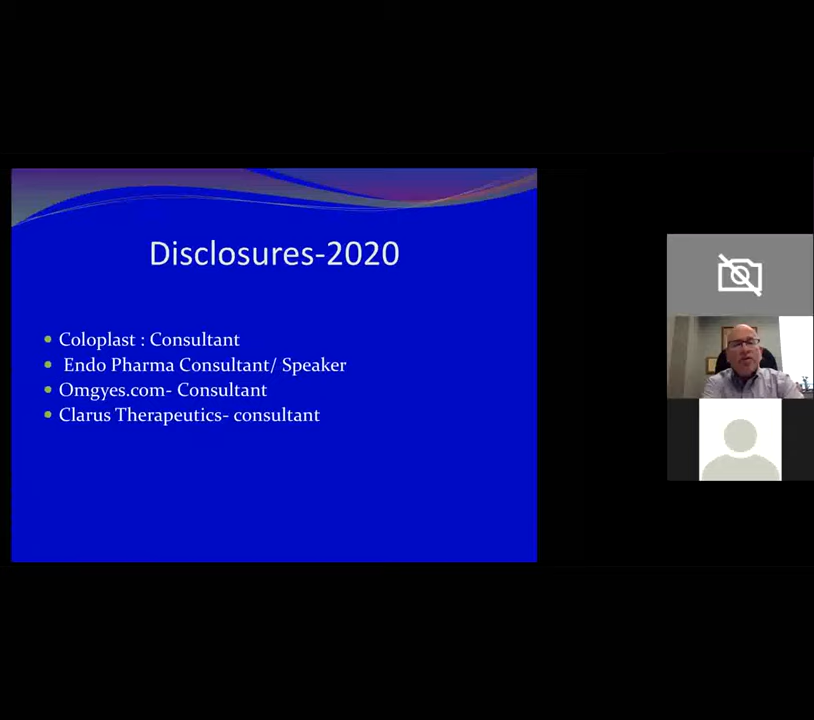 Disclosures-2020
Coloplast : Consultant
Endo Pharma Consultant/ Speaker
Omgyes.com- Consultant
Clarus Therapeutics- consultant